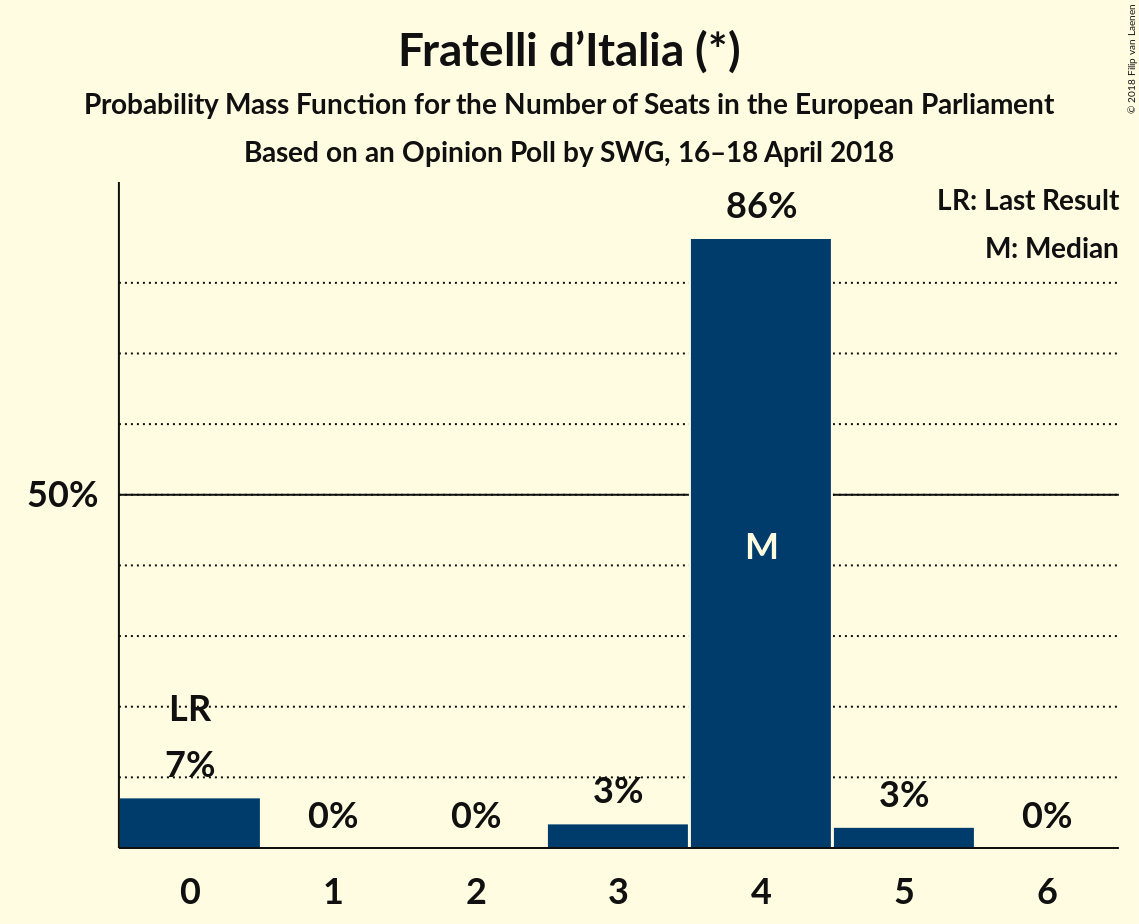 Fratelli d’Italia (*)
Probability Mass Function for the Number of Seats in the European Parliament
Based on an Opinion Poll by SWG, 16–18 April 2018
© 2018 Filip van Laenen
LR: Last Result
M: Median
86%
50%
M
LR
7%
0%
0%
3%
3%
0%
0 1 2 3 4 5 6